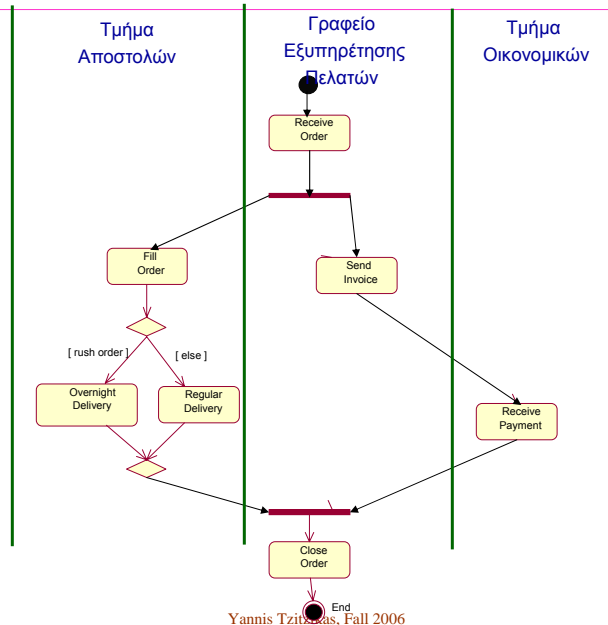 Τμήμα
Αποστολών
Γραφείο
Εξυπηρέτησης
Πελατών
Τμήμα
Οικονομικών
Receive
Order
Fill
Order
Send
Invoice
[ rush order ]
[ else ]
Overnight
Delivery
Regular
Delivery
Receive
Payment
Close
Order
End
Yannis Tzitzikas, Fall 2006